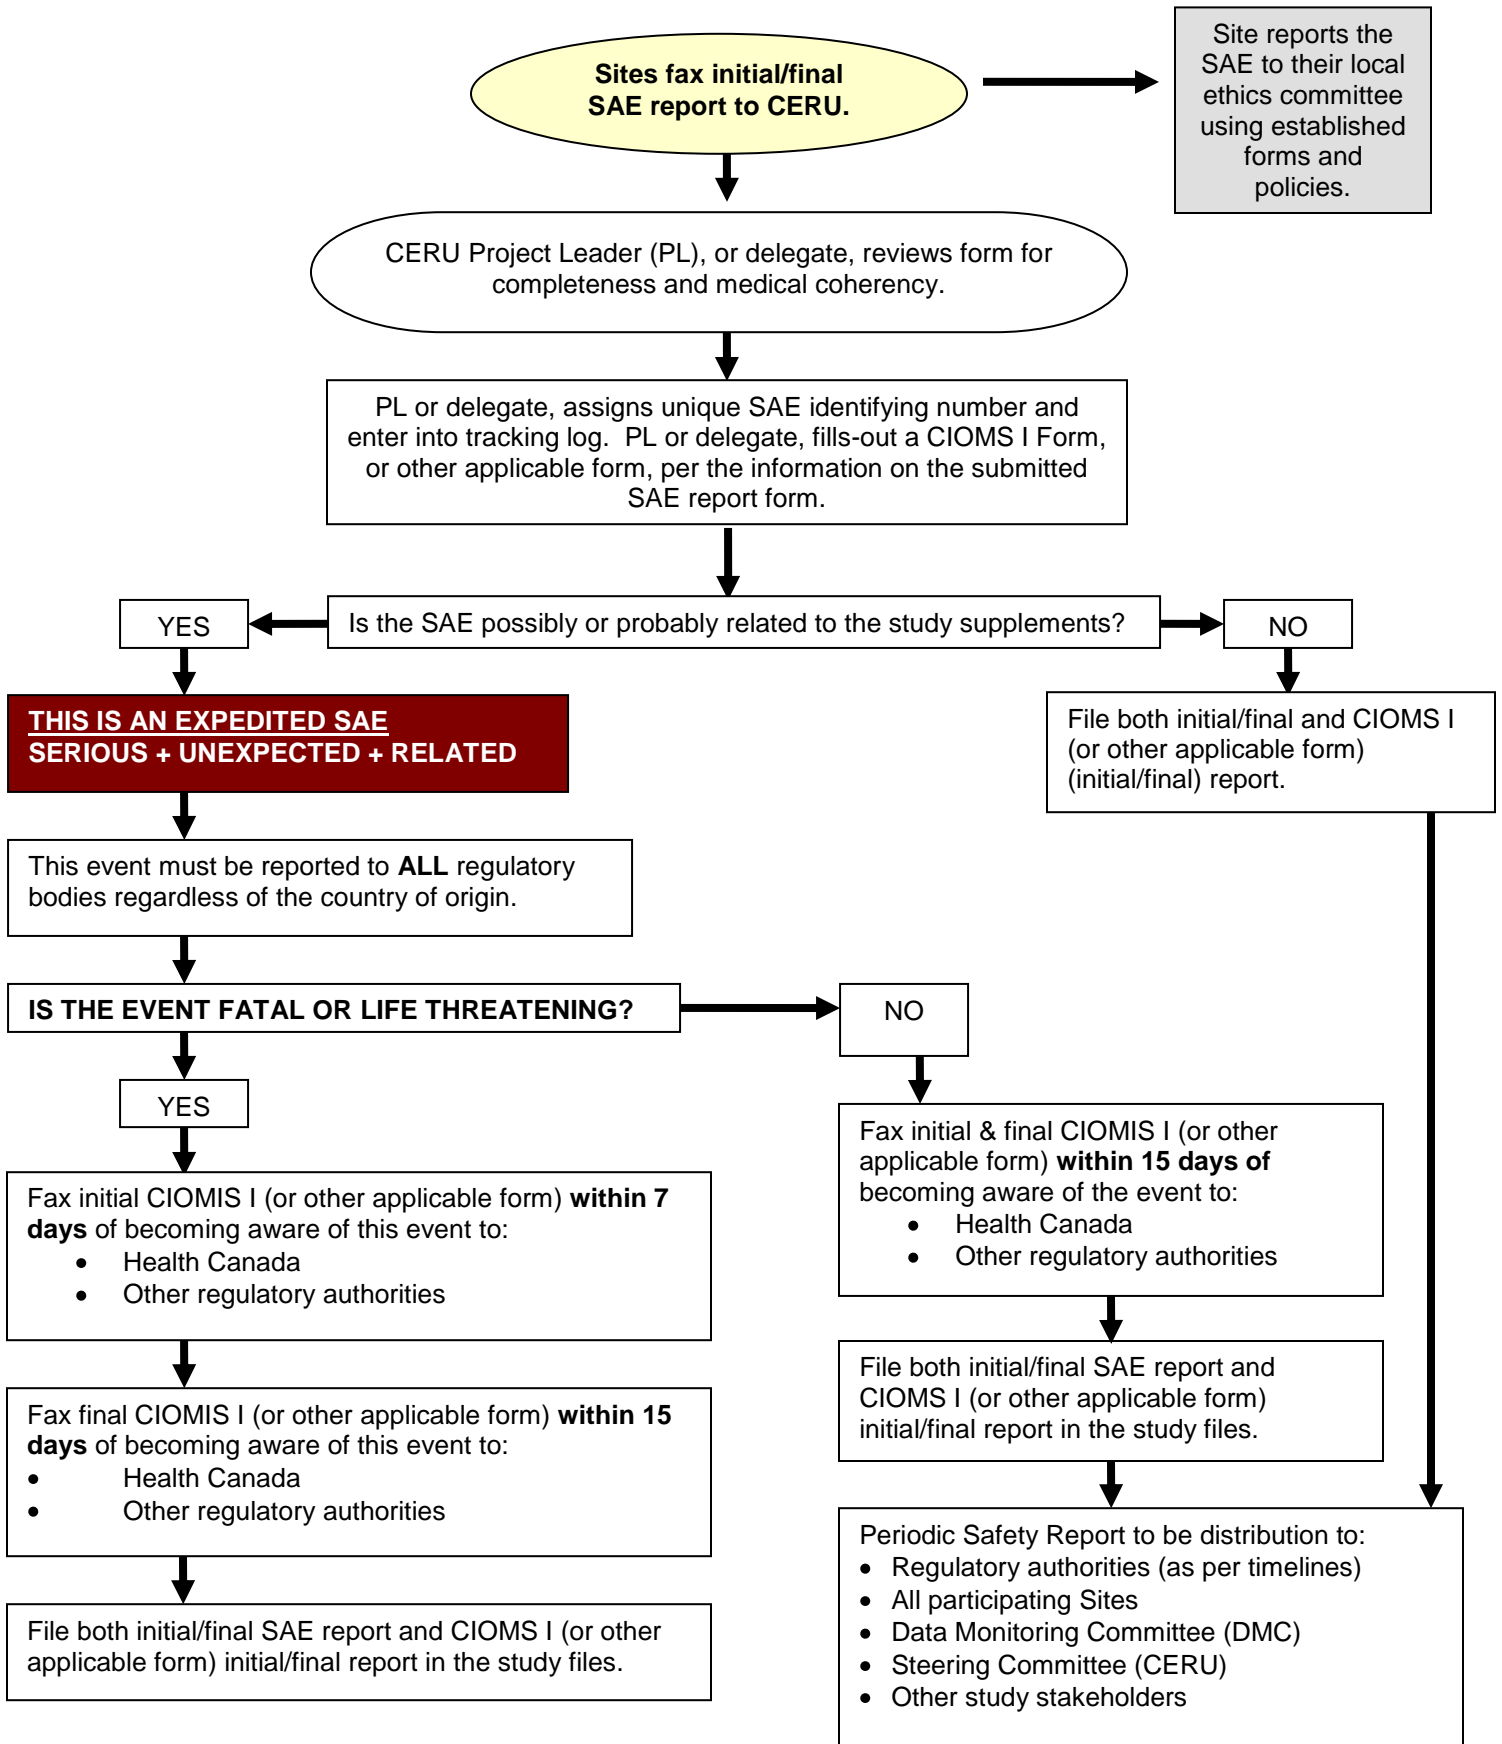 Sites fax initial/final
SAE report to CERU.
Site reports the
SAE to their local
ethics committee
using established
forms and
policies.
CERU Project Leader (PL), or delegate, reviews form for
completeness and medical coherency.
PL or delegate, assigns unique SAE identifying number and
enter into tracking log.  PL or delegate, fills-out a CIOMS I Form,
or other applicable form, per the information on the submitted
SAE report form.
YES
Is the SAE possibly or probably related to the study supplements?
NO
THIS IS AN EXPEDITED SAE
SERIOUS + UNEXPECTED + RELATED
File both initial/final and CIOMS I
(or other applicable form)
(initial/final) report.
This event must be reported to ALL regulatory
bodies regardless of the country of origin.
IS THE EVENT FATAL OR LIFE THREATENING?
NO
YES
Fax initial CIOMIS I (or other applicable form) within 7
days of becoming aware of this event to:
• Health Canada
• Other regulatory authorities
Fax initial & final CIOMIS I (or other
applicable form) within 15 days of
becoming aware of the event to:
• Health Canada
• Other regulatory authorities
Fax final CIOMIS I (or other applicable form) within 15
days of becoming aware of this event to:
• Health Canada
• Other regulatory authorities
File both initial/final SAE report and
CIOMS I (or other applicable form)
initial/final report in the study files.
File both initial/final SAE report and CIOMS I (or other
applicable form) initial/final report in the study files.
Periodic Safety Report to be distribution to:
• Regulatory authorities (as per timelines)
• All participating Sites
• Data Monitoring Committee (DMC)
• Steering Committee (CERU)
• Other study stakeholders